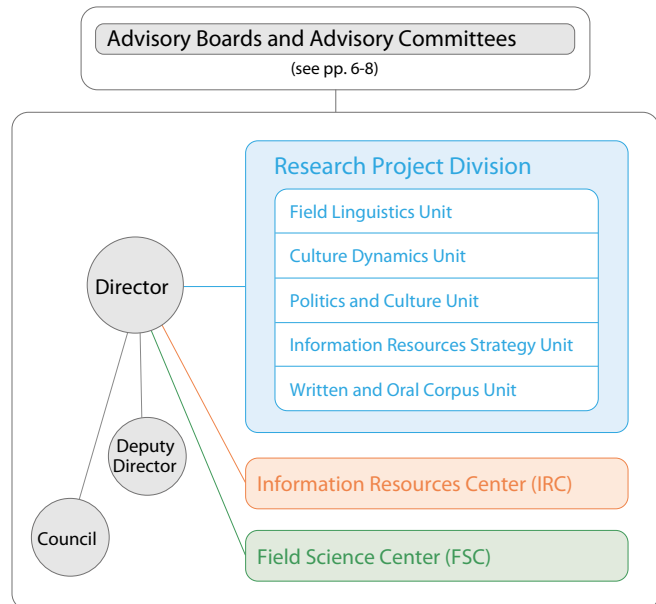 Advisory Boards and Advisory Committees
(see pp. 6-8)
Research Project Division
Field Linguistics Unit
Culture Dynamics Unit
Politics and Culture Unit
Information Resources Strategy Unit
Written and Oral Corpus Unit
Director
Deputy
Director
Council
Information Resources Center (IRC)
Field Science Center (FSC)